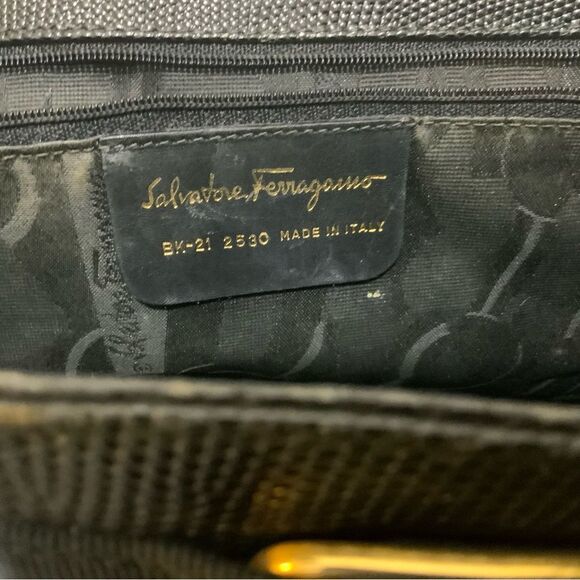 Salvatore Ferragamo
BK-21 2530 MADE IN ITALY